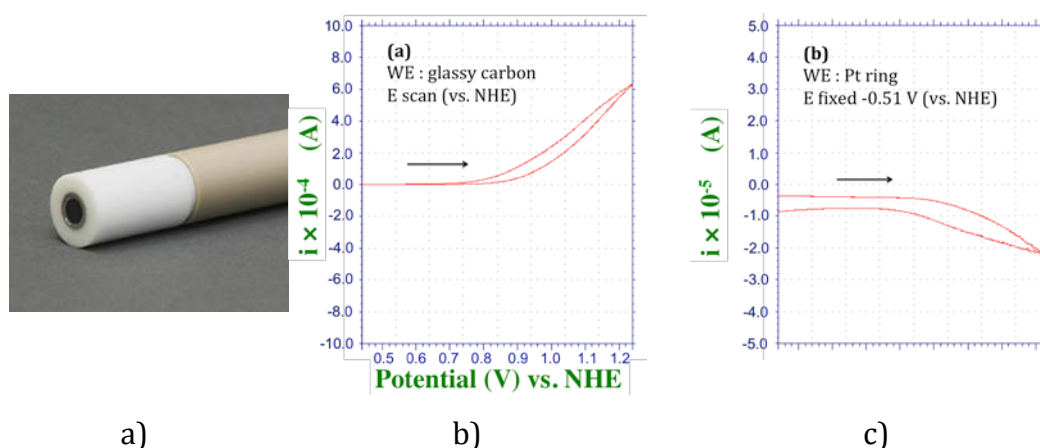 10.0
8.0
6.0
4.0
2.0
0.0
-2.0
-4.0
-6.0
-8.0
-10.0
i × 10⁻⁴ (A)
(a)
WE : glassy carbon
E scan (vs. NHE)
0.5 0.6 0.7 0.8 0.9 1.0 1.1 1.2
Potential (V) vs. NHE
5.0
4.0
3.0
2.0
1.0
0.0
-1.0
-2.0
-3.0
-4.0
-5.0
i × 10⁻⁵ (A)
(b)
WE : Pt ring
E fixed -0.51 V (vs. NHE)
a) b) c)